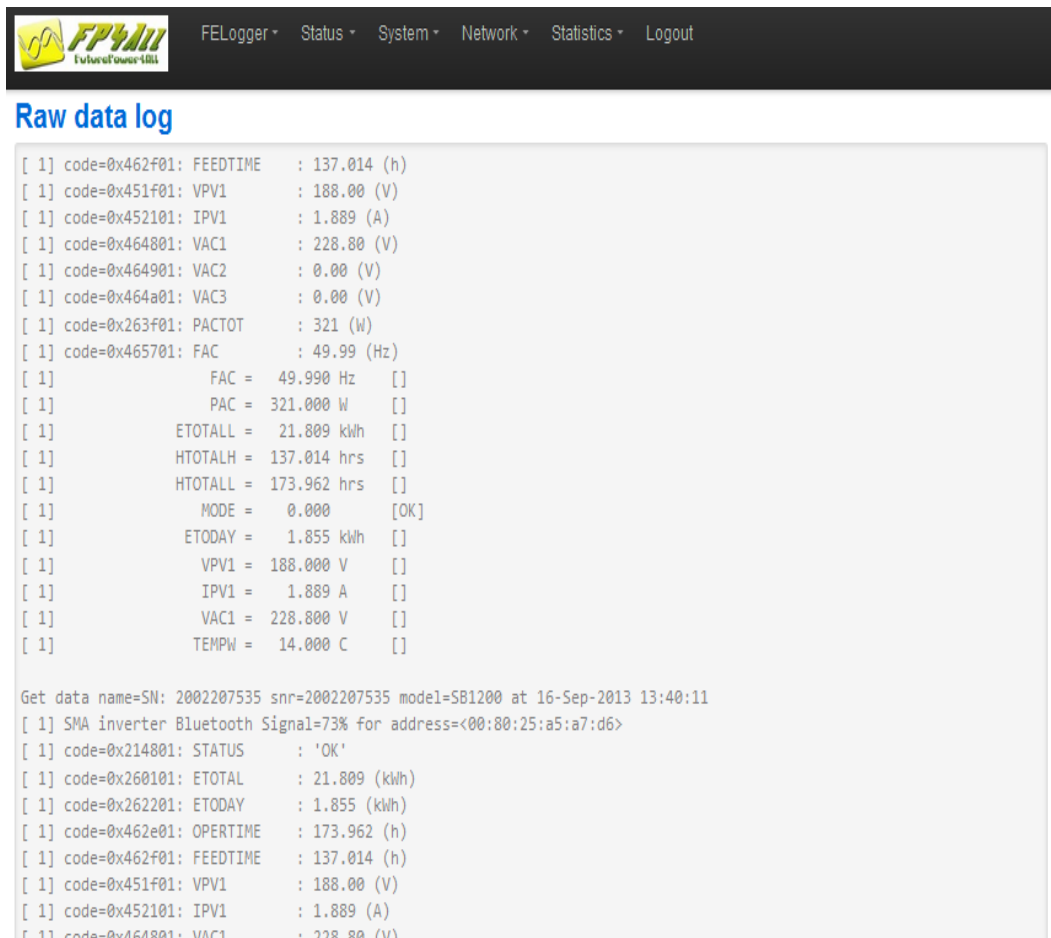 FP4All
FuturePower4All
FELogger Status System Network Statistics Logout
Raw data log
[ 1] code=0x462f01: FEEDTIME    : 137.014 (h)
[ 1] code=0x451f01: VPV1        : 188.00 (V)
[ 1] code=0x452101: IPV1        : 1.889 (A)
[ 1] code=0x464801: VAC1        : 228.80 (V)
[ 1] code=0x464901: VAC2        : 0.00 (V)
[ 1] code=0x464a01: VAC3        : 0.00 (V)
[ 1] code=0x263f01: PACTOT      : 321 (W)
[ 1] code=0x465701: FAC         : 49.99 (Hz)
[ 1]                  FAC =   49.990 Hz    []
[ 1]                  PAC =  321.000 W     []
[ 1]              ETOTALL =   21.809 kWh   []
[ 1]              HTOTALH =  137.014 hrs   []
[ 1]              HTOTALL =  173.962 hrs   []
[ 1]                 MODE =    0.000       [OK]
[ 1]               ETODAY =    1.855 kWh   []
[ 1]                 VPV1 =  188.000 V     []
[ 1]                 IPV1 =    1.889 A     []
[ 1]                 VAC1 =  228.800 V     []
[ 1]                TEMPW =   14.000 C     []
Get data name=SN: 2002207535 snr=2002207535 model=SB1200 at 16-Sep-2013 13:40:11
[ 1] SMA inverter Bluetooth Signal=73% for address=<00:80:25:a5:a7:d6>
[ 1] code=0x214801: STATUS      : 'OK'
[ 1] code=0x260101: ETOTAL      : 21.809 (kWh)
[ 1] code=0x262201: ETODAY      : 1.855 (kWh)
[ 1] code=0x462e01: OPERTIME    : 173.962 (h)
[ 1] code=0x462f01: FEEDTIME    : 137.014 (h)
[ 1] code=0x451f01: VPV1        : 188.00 (V)
[ 1] code=0x452101: IPV1        : 1.889 (A)
[ 1] code=0x464801: VAC1        : 228.80 (V)